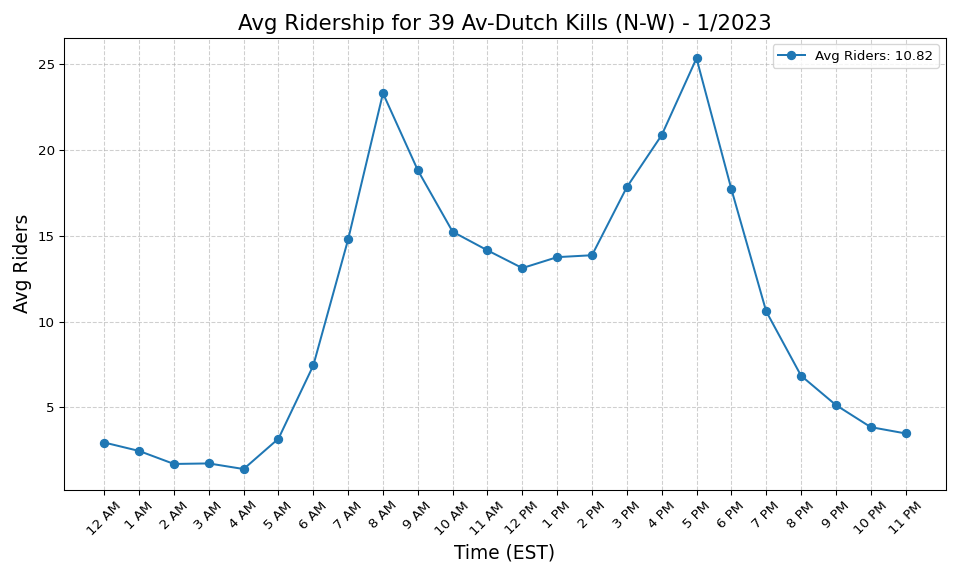 Avg Ridership for 39 Av-Dutch Kills (N-W) - 1/2023
Avg Riders: 10.82
25
20
15
10
5
Avg Riders
12 AM
1 AM
2 AM
3 AM
4 AM
5 AM
6 AM
7 AM
8 AM
9 AM
10 AM
11 AM
12 PM
1 PM
2 PM
3 PM
4 PM
5 PM
6 PM
7 PM
8 PM
9 PM
10 PM
11 PM
Time (EST)